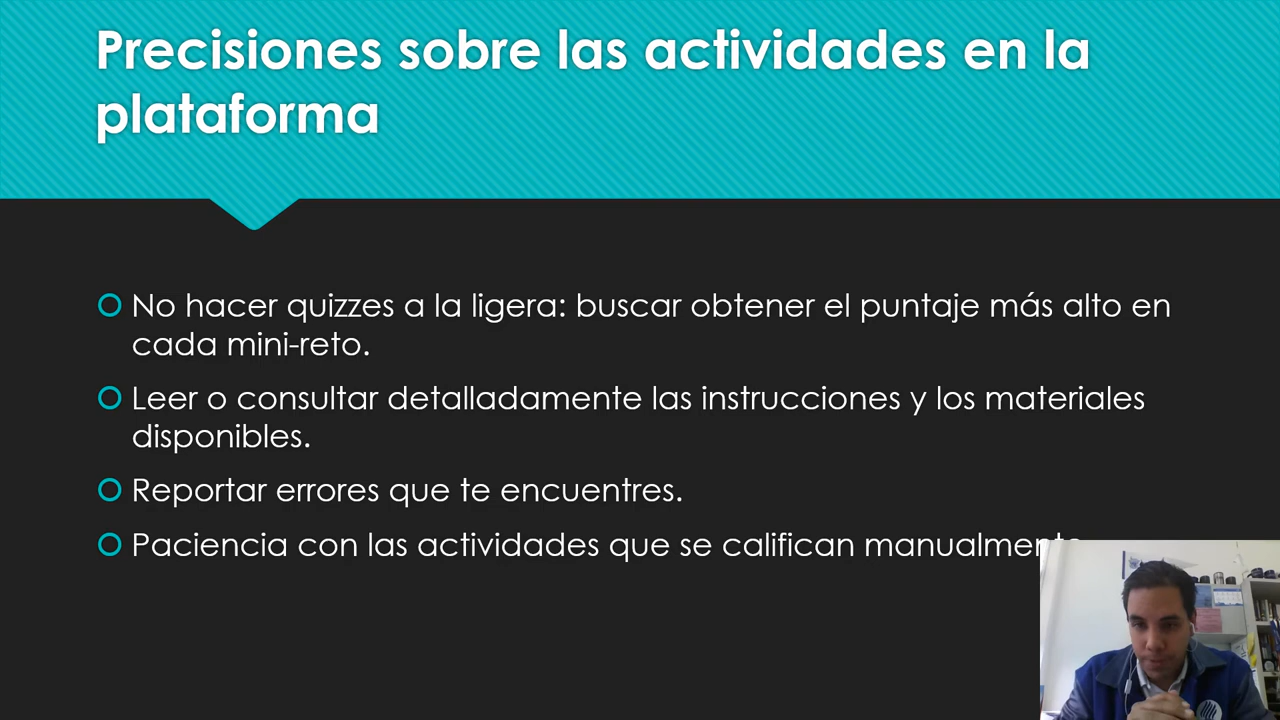 Precisiones sobre las actividades en la
plataforma
No hacer quizzes a la ligera: buscar obtener el puntaje más alto en
cada mini-reto.
Leer o consultar detalladamente las instrucciones y los materiales
disponibles.
Reportar errores que te encuentres.
Paciencia con las actividades que se califican manualmente.